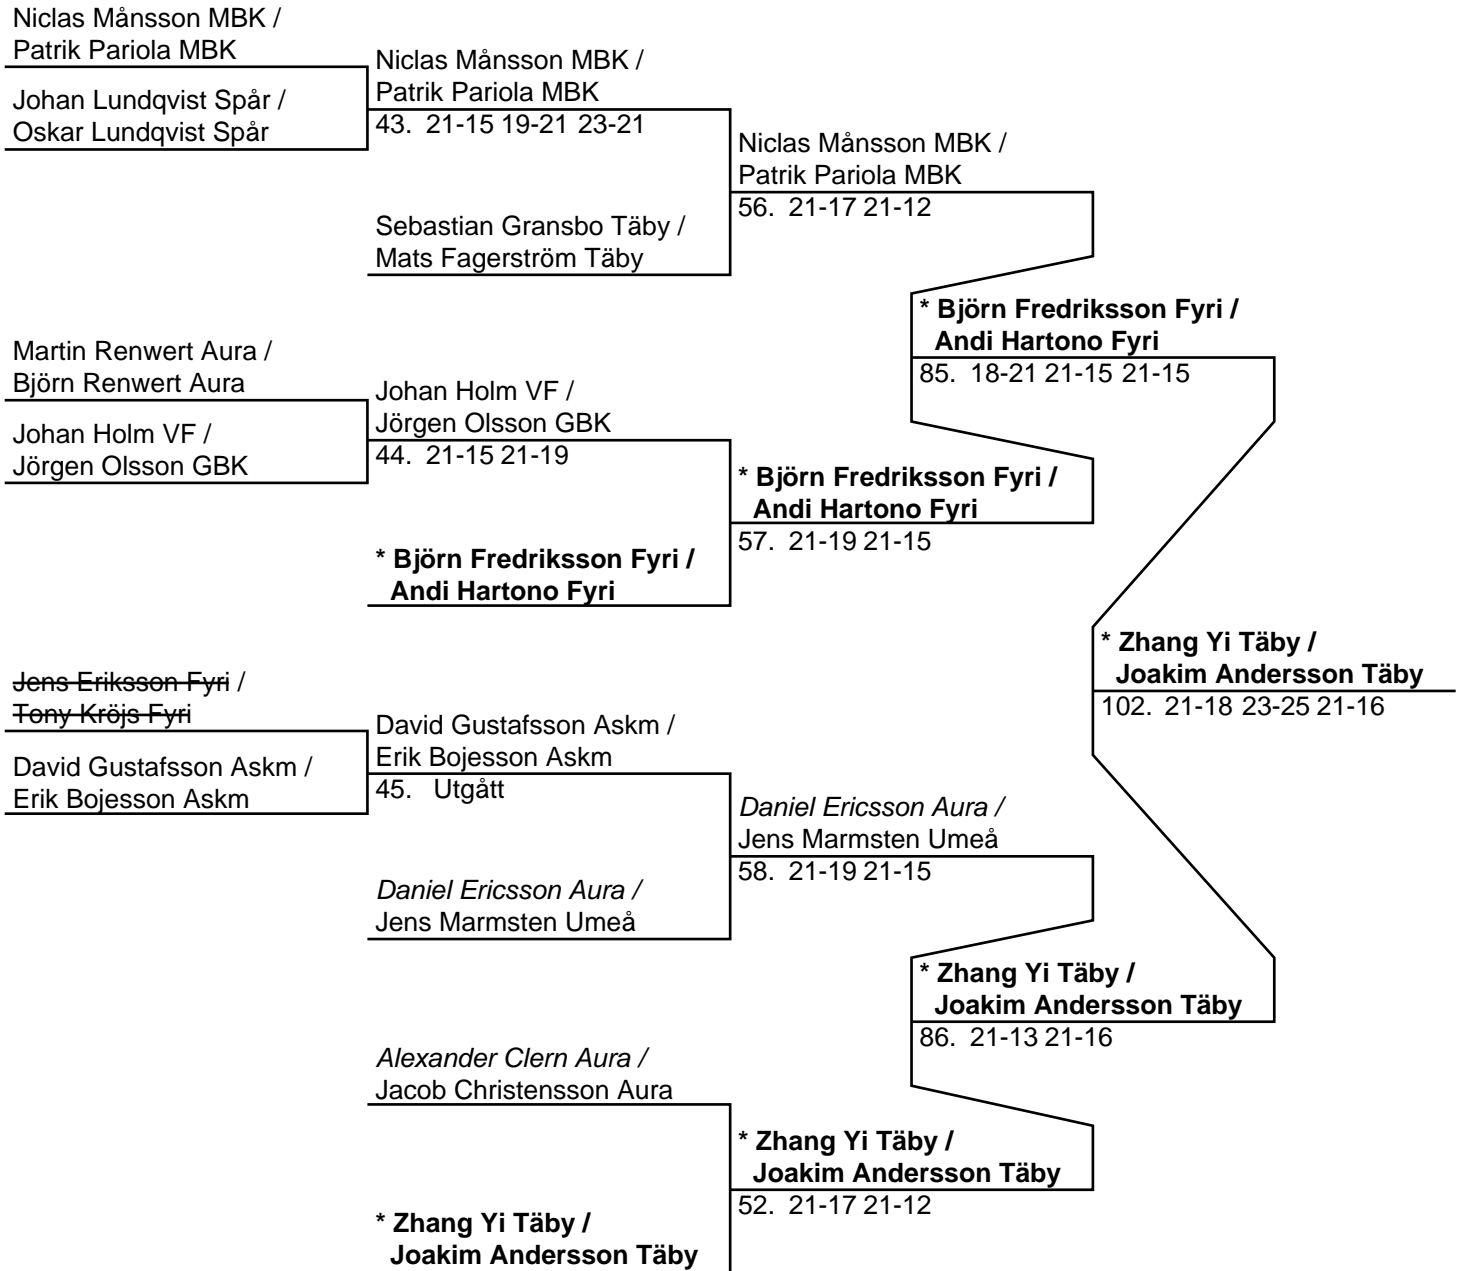 Niclas Månsson MBK /
Patrik Pariola MBK
Johan Lundqvist Spår /
Oskar Lundqvist Spår
Niclas Månsson MBK /
Patrik Pariola MBK
43. 21-15 19-21 23-21
Sebastian Gransbo Täby /
Mats Fagerström Täby
Niclas Månsson MBK /
Patrik Pariola MBK
56. 21-17 21-12
Martin Renwert Aura /
Björn Renwert Aura
Johan Holm VF /
Jörgen Olsson GBK
Johan Holm VF /
Jörgen Olsson GBK
44. 21-15 21-19
* Björn Fredriksson Fyri /
Andi Hartono Fyri
* Björn Fredriksson Fyri /
Andi Hartono Fyri
57. 21-19 21-15
* Björn Fredriksson Fyri /
Andi Hartono Fyri
85. 18-21 21-15 21-15
Jens Eriksson Fyri /
Tony Kröjs Fyri
David Gustafsson Askm /
Erik Bojesson Askm
David Gustafsson Askm /
Erik Bojesson Askm
45. Utgått
Daniel Ericsson Aura /
Jens Marmsten Umeå
Daniel Ericsson Aura /
Jens Marmsten Umeå
58. 21-19 21-15
Alexander Clern Aura /
Jacob Christensson Aura
* Zhang Yi Täby /
Joakim Andersson Täby
* Zhang Yi Täby /
Joakim Andersson Täby
52. 21-17 21-12
* Zhang Yi Täby /
Joakim Andersson Täby
86. 21-13 21-16
* Zhang Yi Täby /
Joakim Andersson Täby
102. 21-18 23-25 21-16